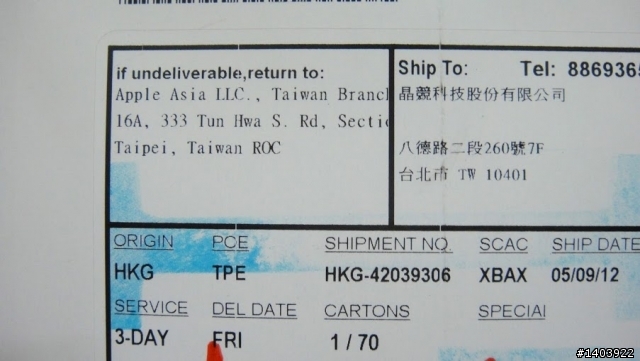 if undeliverable,return to:
Apple Asia LLC., Taiwan Branch
16A, 333 Tun Hwa S. Rd, Sectio
Taipei, Taiwan ROC
Ship To: Tel: 8869365
晶競科技股份有限公司
八德路二段260號7F
台北市 TW 10401
ORIGIN PCE SHIPMENT NO. SCAC SHIP DATE
HKG TPE HKG-42039306 XBAX 05/09/12
SERVICE DEL DATE CARTONS SPECIAL
3-DAY FRI 1 / 70
#1403922